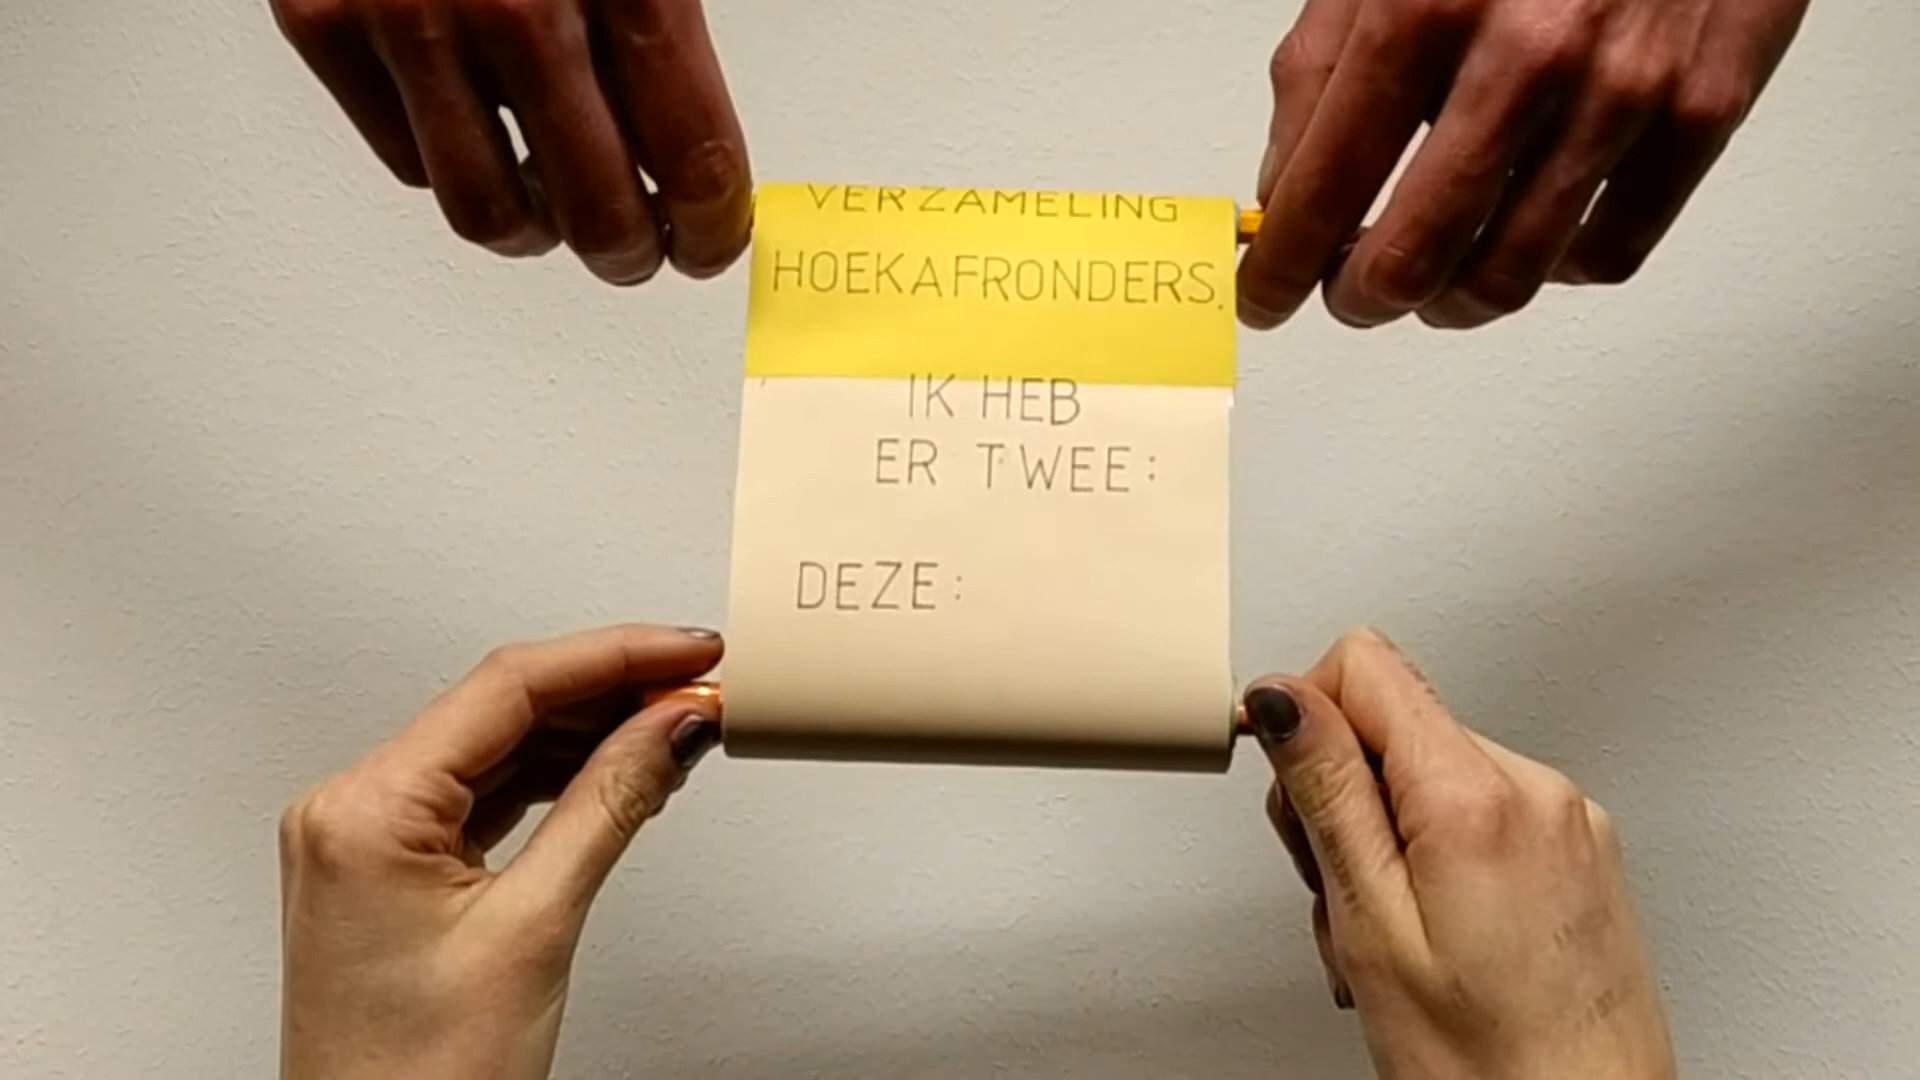 VERZAMELING
HOEKAFRONDERS.
IK HEB
ER TWEE:
DEZE: